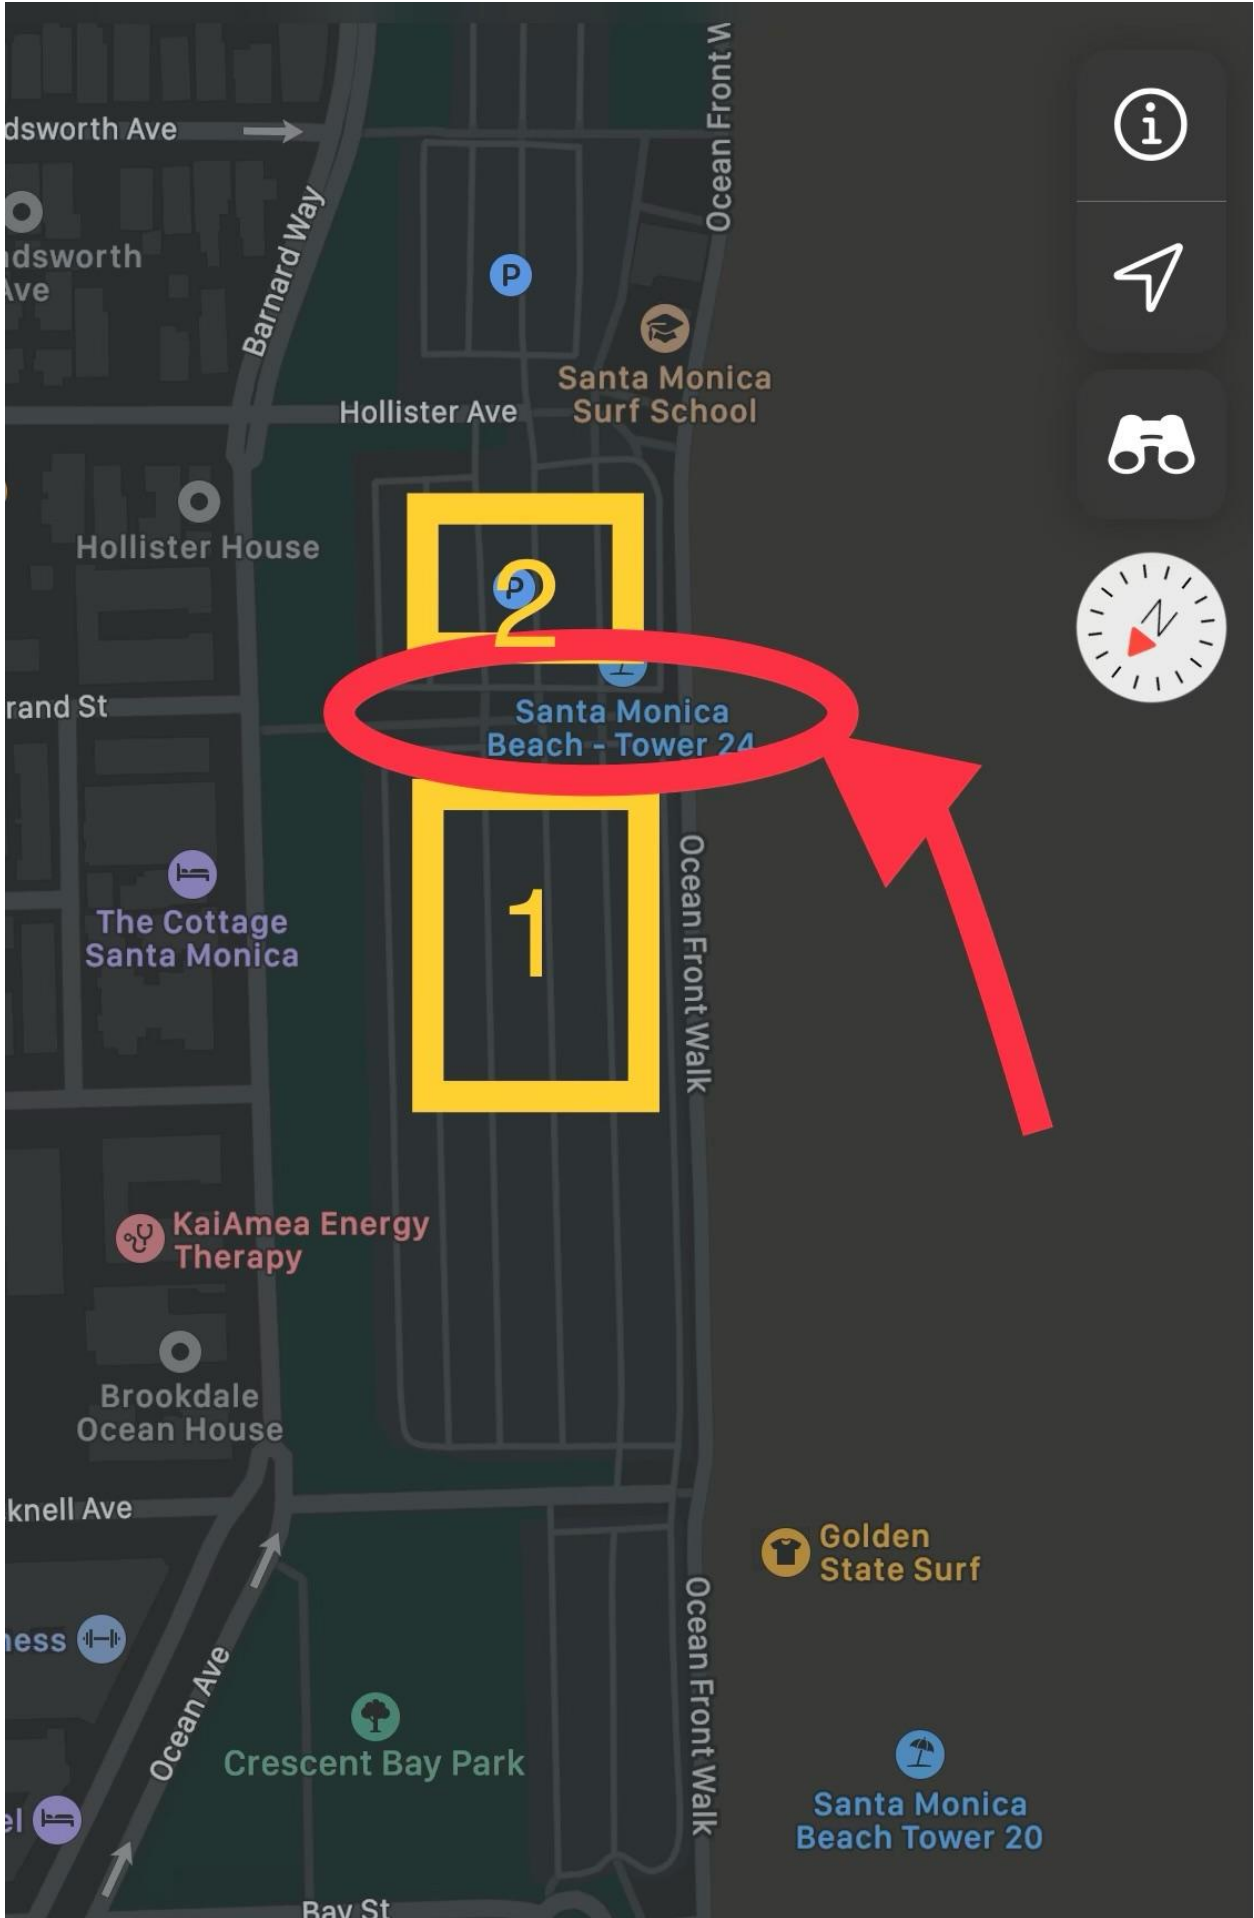 Ocean Front W
dsworth Ave
adsworth
Ave
Barnard Way
P
Santa Monica
Surf School
Hollister Ave
Hollister House
2
P
N
rand St
Santa Monica
Beach - Tower 24
1
Ocean Front Walk
The Cottage
Santa Monica
KaiAmea Energy
Therapy
Brookdale
Ocean House
knell Ave
Golden
State Surf
ness
Ocean Ave
Ocean Front Walk
Crescent Bay Park
el
Santa Monica
Beach Tower 20
Bay St